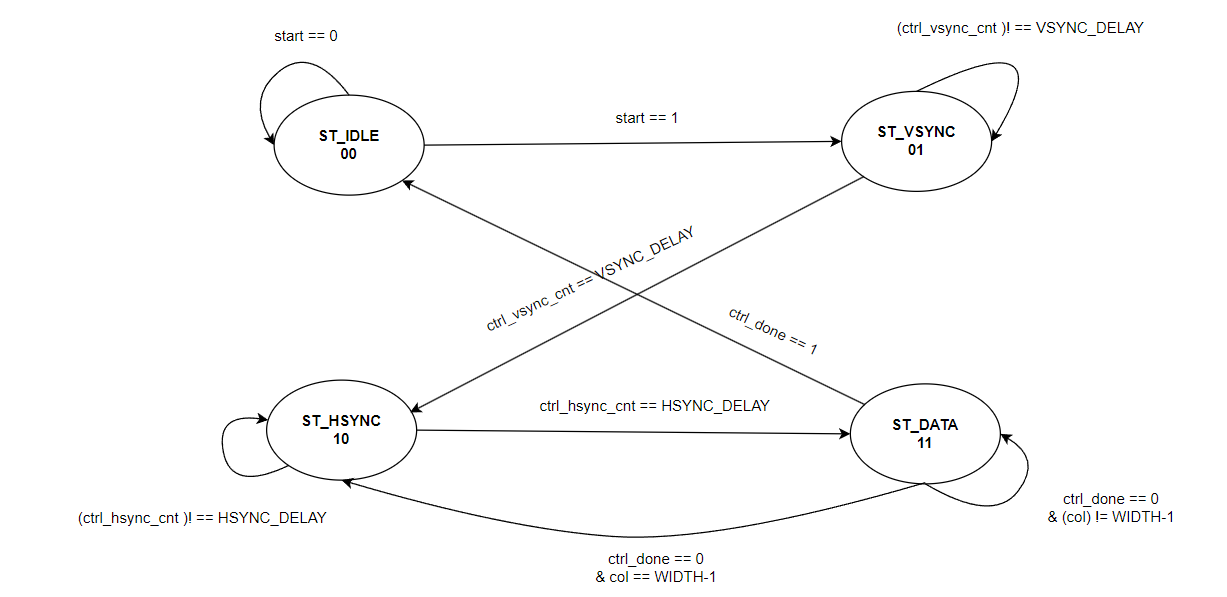 start == 0
(ctrl_vsync_cnt )! == VSYNC_DELAY
start == 1
ST_IDLE
00
ST_VSYNC
01
ctrl_vsync_cnt == VSYNC_DELAY
ctrl_done == 1
ctrl_hsync_cnt == HSYNC_DELAY
ST_HSYNC
10
ST_DATA
11
(ctrl_hsync_cnt )! == HSYNC_DELAY
ctrl_done == 0
& (col) != WIDTH-1
ctrl_done == 0
& col == WIDTH-1